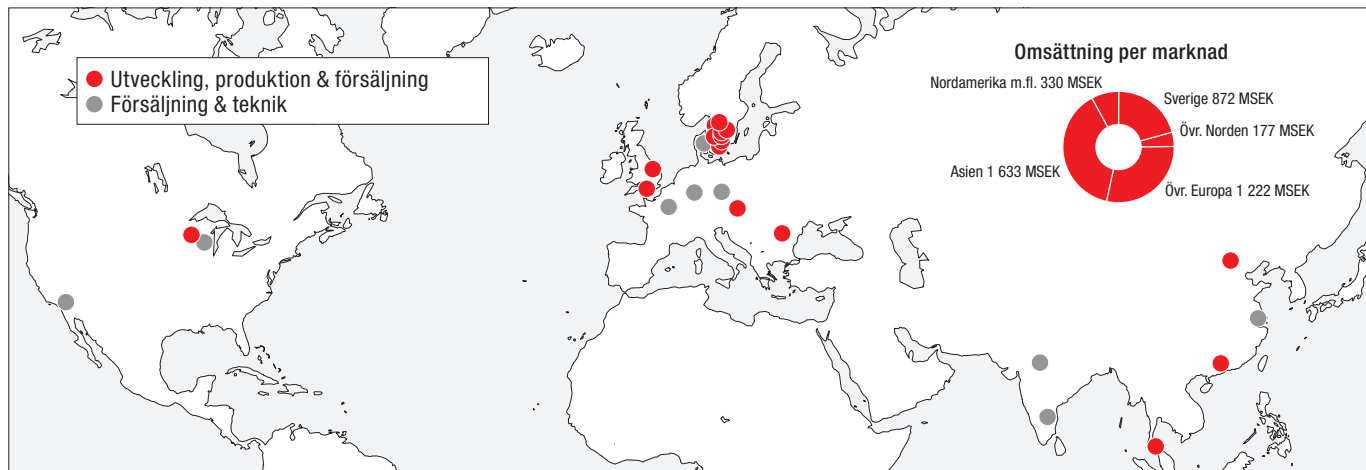 Utveckling, produktion & försäljning
Försäljning & teknik
Omsättning per marknad
Nordamerika m.fl. 330 MSEK
Sverige 872 MSEK
Övr. Norden 177 MSEK
Asien 1 633 MSEK
Övr. Europa 1 222 MSEK